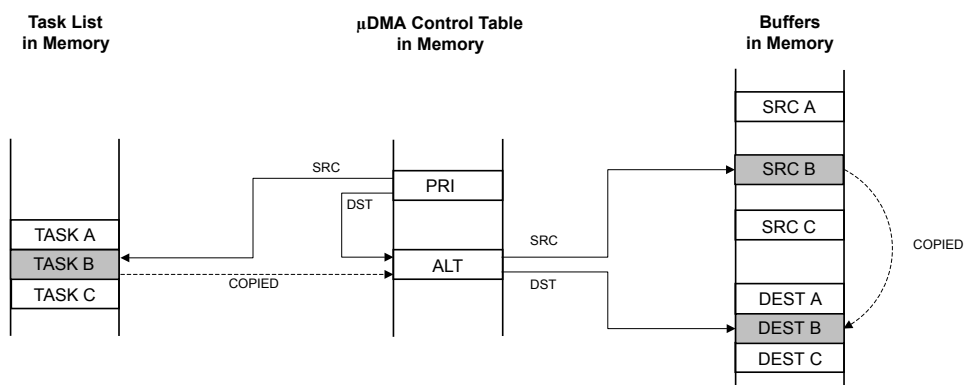 Task List
in Memory
µDMA Control Table
in Memory
Buffers
in Memory
SRC A
SRC
SRC B
PRI
DST
SRC C
TASK A
SRC
COPIED
TASK B
ALT
COPIED
DST
TASK C
DEST A
DEST B
DEST C